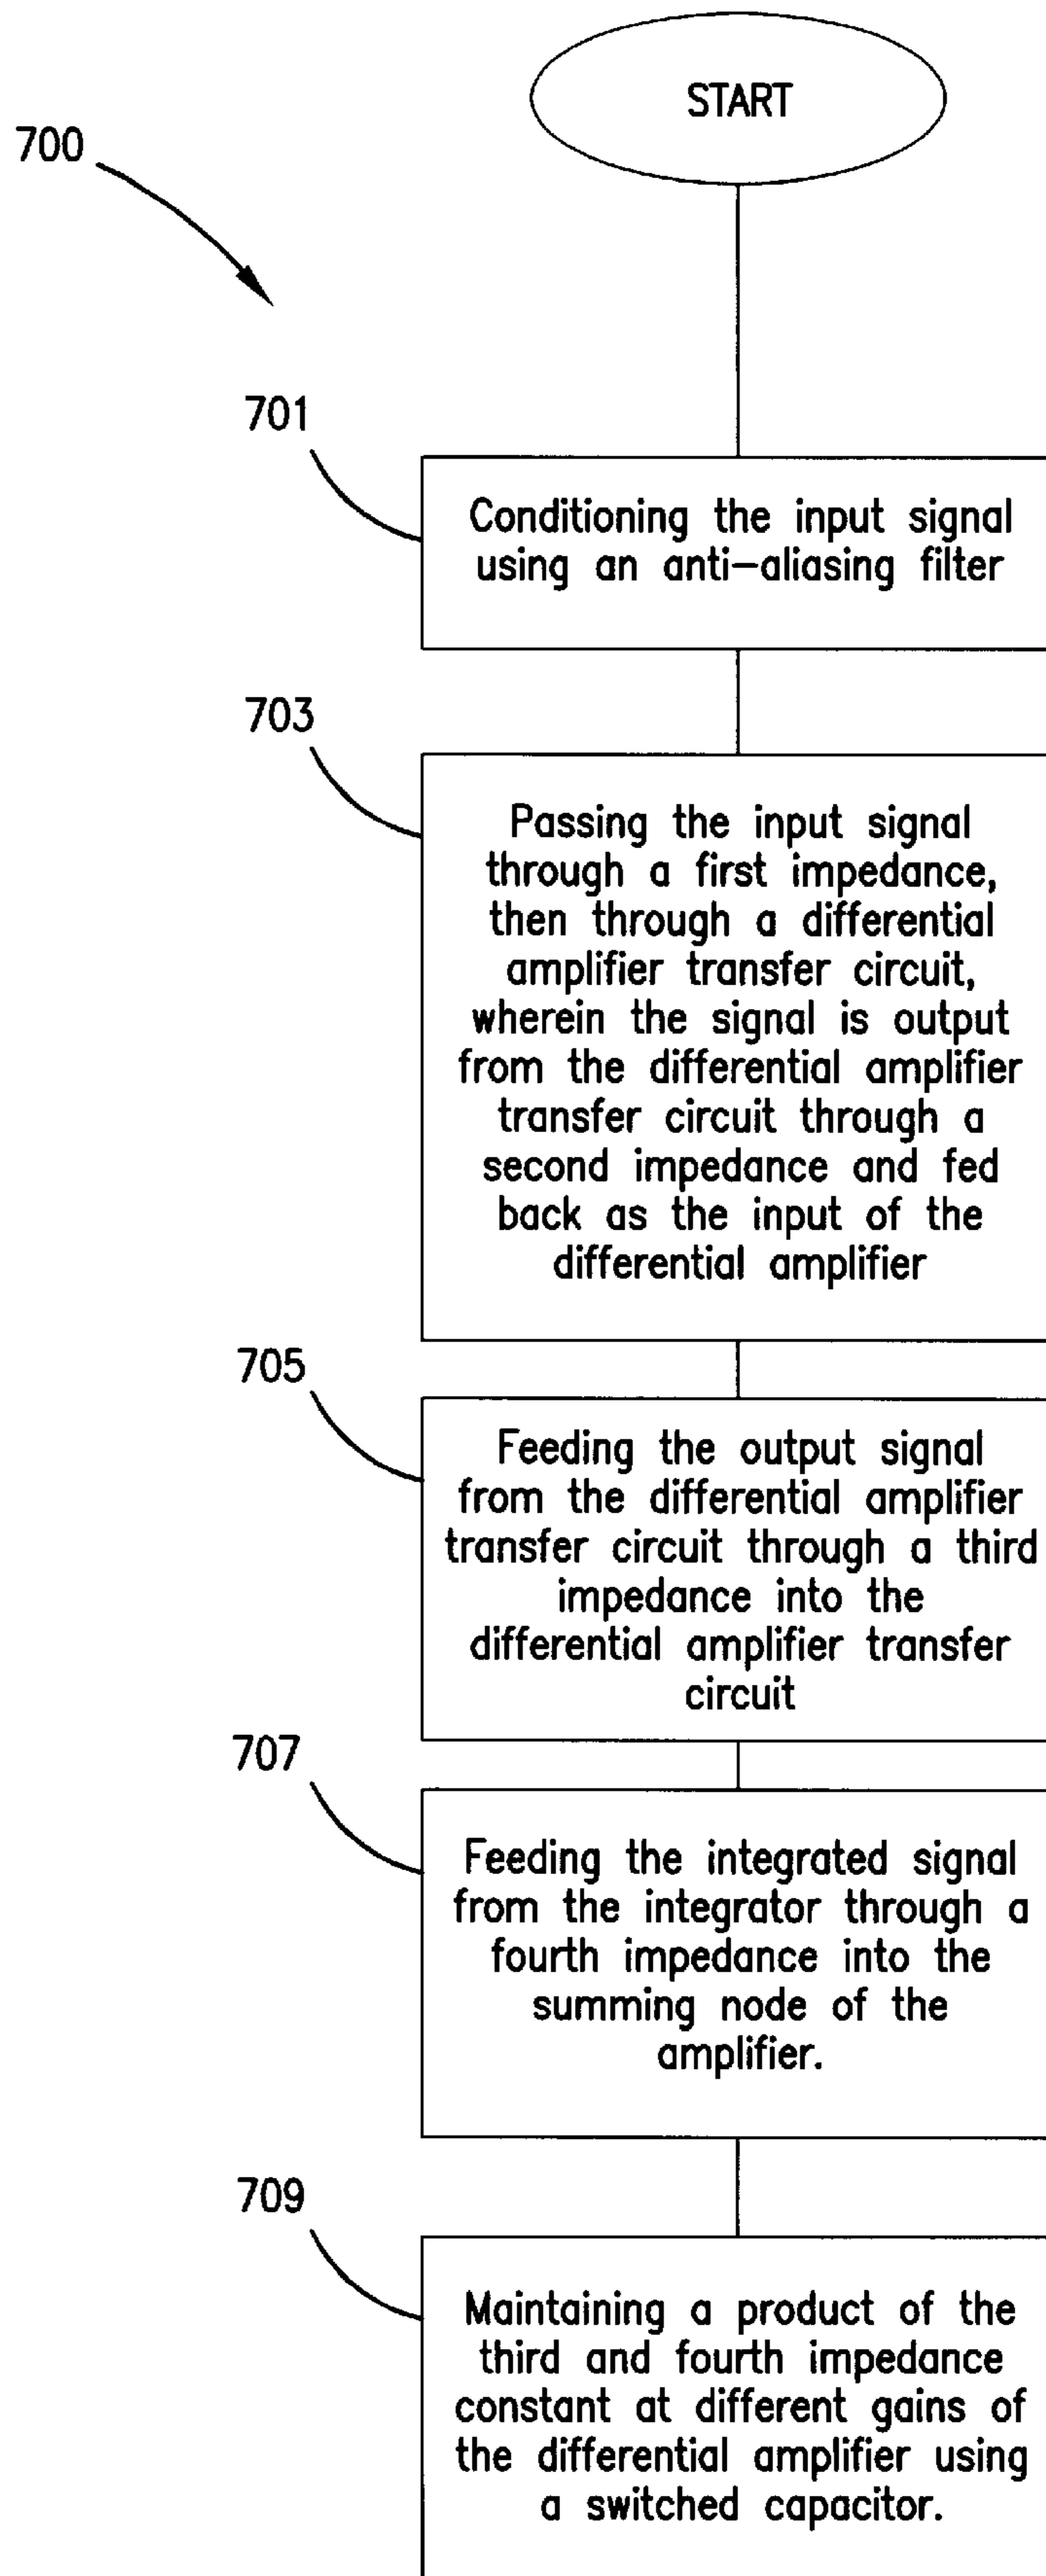 START
700
701
Conditioning the input signal
using an anti-aliasing filter
703
Passing the input signal
through a first impedance,
then through a differential
amplifier transfer circuit,
wherein the signal is output
from the differential amplifier
transfer circuit through a
second impedance and fed
back as the input of the
differential amplifier
705
Feeding the output signal
from the differential amplifier
transfer circuit through a third
impedance into the
differential amplifier transfer
circuit
707
Feeding the integrated signal
from the integrator through a
fourth impedance into the
summing node of the
amplifier.
709
Maintaining a product of the
third and fourth impedance
constant at different gains of
the differential amplifier using
a switched capacitor.